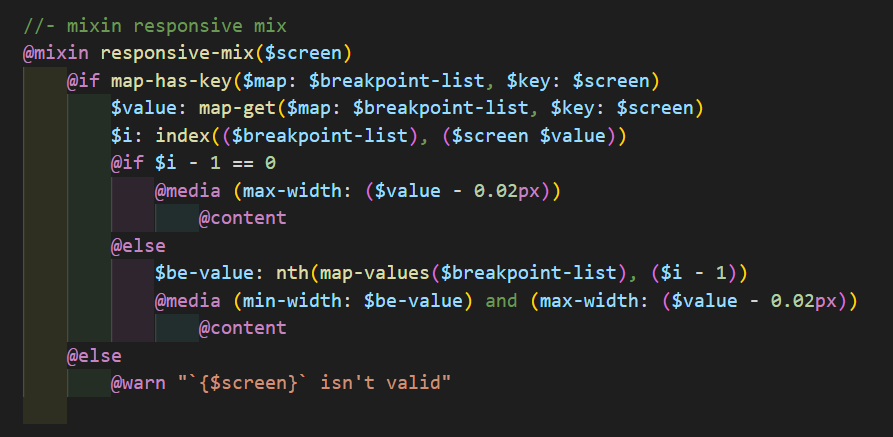 //- mixin responsive mix
@mixin responsive-mix($screen)
@if map-has-key($map: $breakpoint-list, $key: $screen)
$value: map-get($map: $breakpoint-list, $key: $screen)
$i: index(($breakpoint-list), ($screen $value))
@if $i - 1 == 0
@media (max-width: ($value - 0.02px))
@content
@else
$be-value: nth(map-values($breakpoint-list), ($i - 1))
@media (min-width: $be-value) and (max-width: ($value - 0.02px))
@content
@else
@warn "`{$screen}` isn't valid"